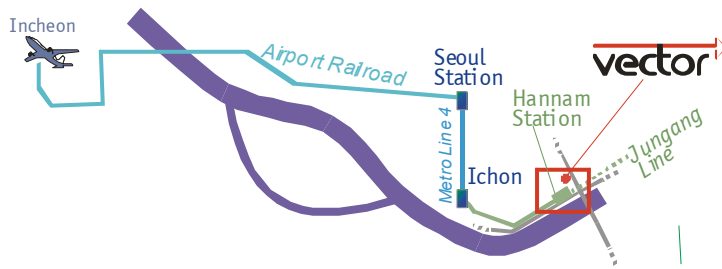 Incheon
Airport Railroad
Seoul
Station
vector
Hannam
Station
Metro Line 4
Jungang
Line
Ichon